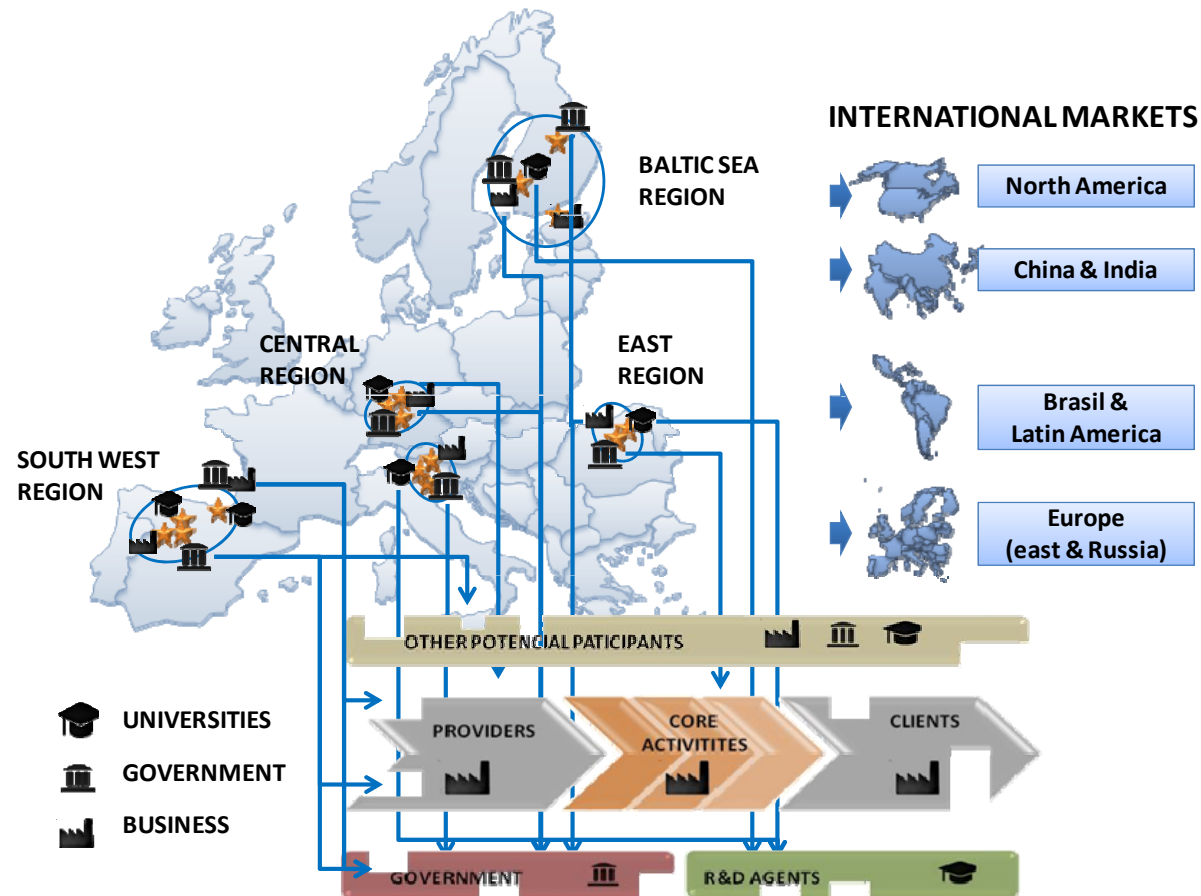 INTERNATIONAL MARKETS
BALTIC SEA
REGION
North America
China & India
CENTRAL
REGION
EAST
REGION
Brasil &
Latin America
SOUTH WEST
REGION
Europe
(east & Russia)
OTHER POTENCIAL PATICIPANTS
UNIVERSITIES
GOVERNMENT
BUSINESS
PROVIDERS
CORE
ACTIVITITES
CLIENTS
GOVERNMENT
R&D AGENTS